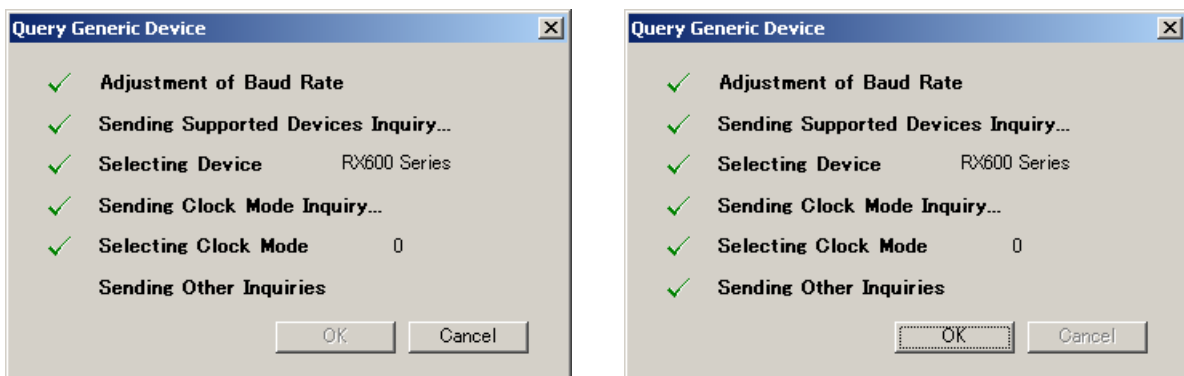 Query Generic Device
Adjustment of Baud Rate
Sending Supported Devices Inquiry...
Selecting Device RX600 Series
Sending Clock Mode Inquiry...
Selecting Clock Mode 0
Sending Other Inquiries
OK Cancel
Query Generic Device
Adjustment of Baud Rate
Sending Supported Devices Inquiry...
Selecting Device RX600 Series
Sending Clock Mode Inquiry...
Selecting Clock Mode 0
Sending Other Inquiries
OK Cancel